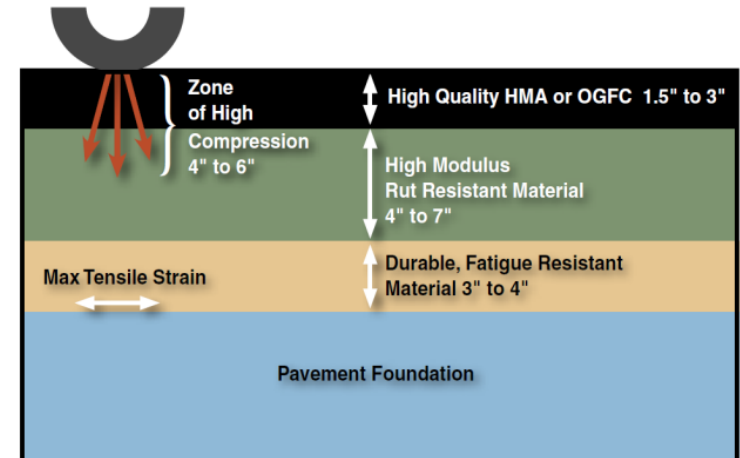 Zone
of High
Compression
4" to 6"
High Quality HMA or OGFC 1.5" to 3"
High Modulus
Rut Resistant Material
4" to 7"
Max Tensile Strain
Durable, Fatigue Resistant
Material 3" to 4"
Pavement Foundation